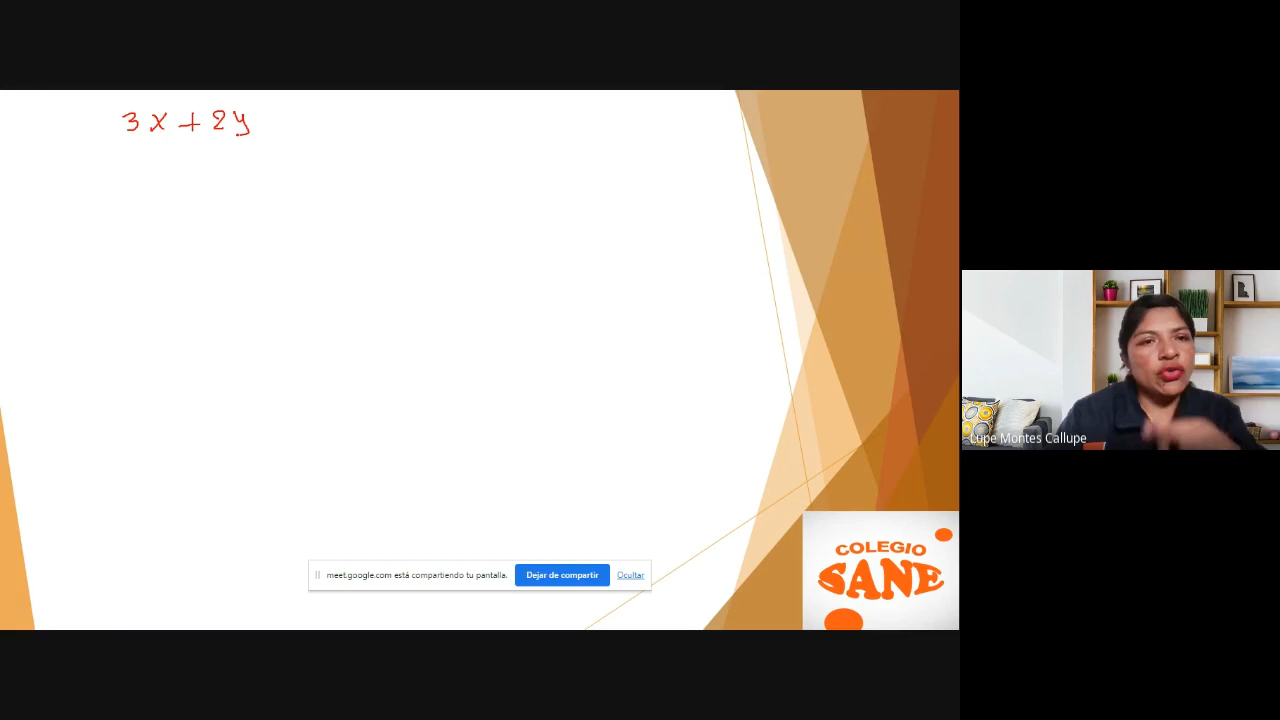 3x + 2y
Lupe Montes Callupe
COLEGIO
SANE
meet.google.com está compartiendo tu pantalla.
Dejar de compartir
Ocultar